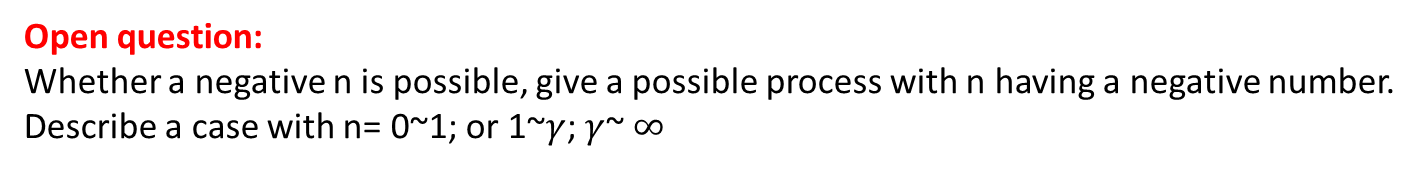 Open question:
Whether a negative n is possible, give a possible process with n having a negative number.
Describe a case with n= 0~1; or 1~γ; γ~ ∞